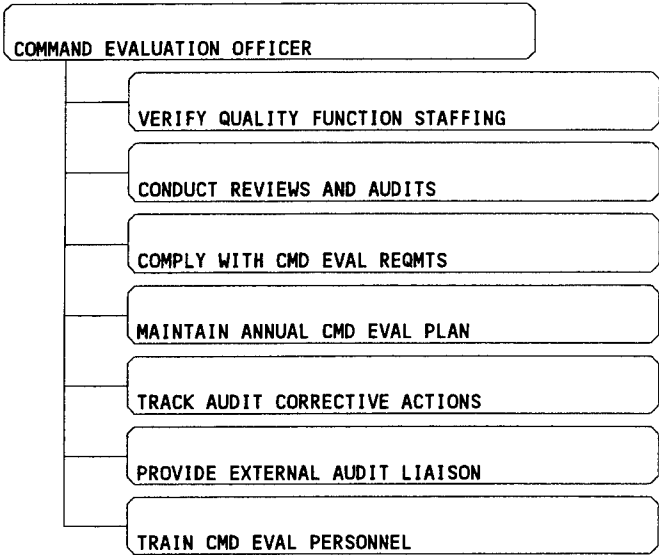 COMMAND EVALUATION OFFICER
VERIFY QUALITY FUNCTION STAFFING
CONDUCT REVIEWS AND AUDITS
COMPLY WITH CMD EVAL REQMTS
MAINTAIN ANNUAL CMD EVAL PLAN
TRACK AUDIT CORRECTIVE ACTIONS
PROVIDE EXTERNAL AUDIT LIAISON
TRAIN CMD EVAL PERSONNEL